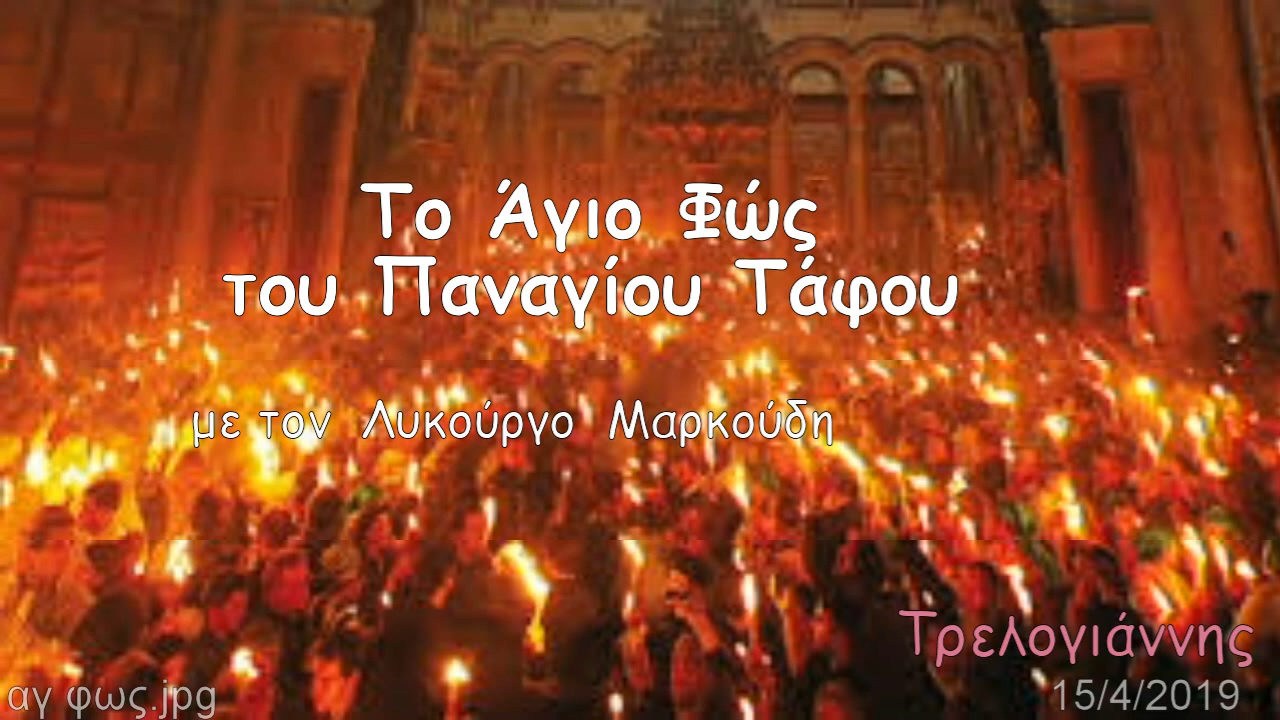 Το Άγιο Φώς
του Παναγίου Τάφου
με τον Λυκούργο Μαρκούδη
Τρελογιάννης
αγ φως.jpg
15/4/2019